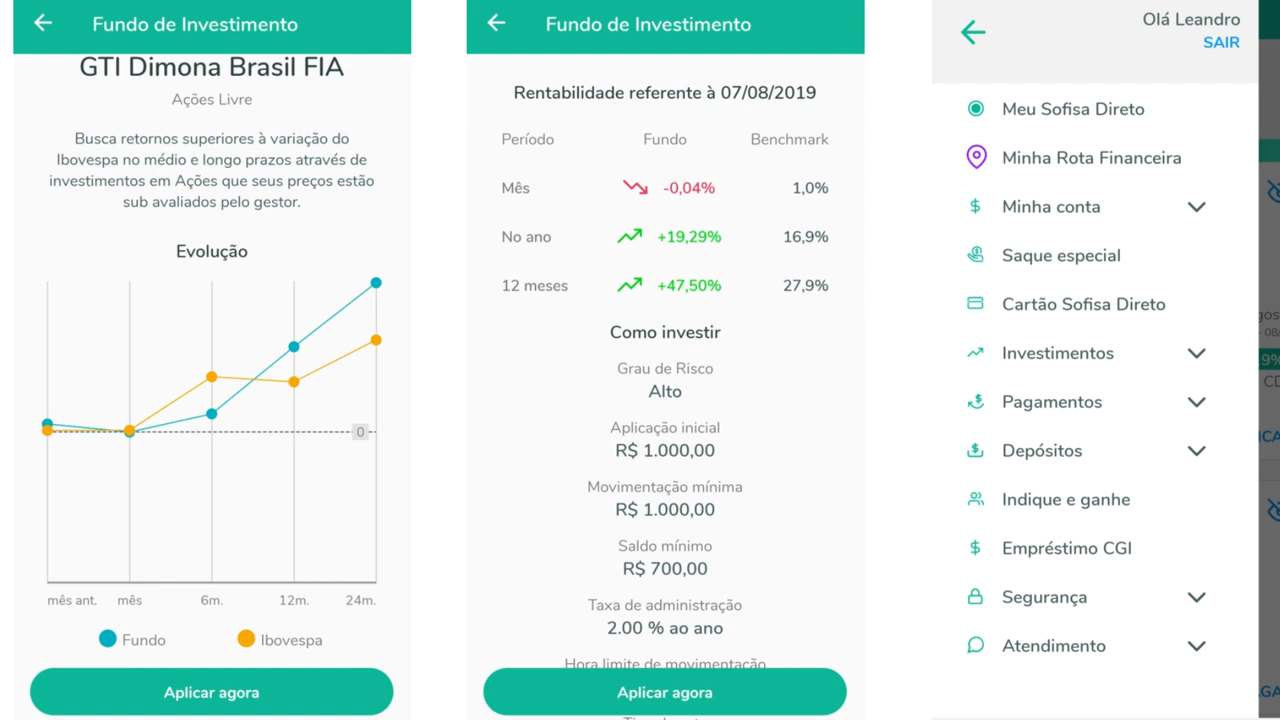 Fundo de Investimento
GTI Dimona Brasil FIA
Ações Livre
Busca retornos superiores à variação do
Ibovespa no médio e longo prazos através de
investimentos em Ações que seus preços estão
sub avaliados pelo gestor.
Evolução
0
mês ant. mês 6m. 12m. 24m.
Fundo Ibovespa
Aplicar agora
Fundo de Investimento
Rentabilidade referente à 07/08/2019
Período Fundo Benchmark
Mês -0,04% 1,0%
No ano +19,29% 16,9%
12 meses +47,50% 27,9%
Como investir
Grau de Risco
Alto
Aplicação inicial
R$ 1.000,00
Movimentação mínima
R$ 1.000,00
Saldo mínimo
R$ 700,00
Taxa de administração
2.00 % ao ano
Hora limite de movimentação
Aplicar agora
Olá Leandro
SAIR
Meu Sofisa Direto
Minha Rota Financeira
Minha conta
Saque especial
Cartão Sofisa Direto
Investimentos
Pagamentos
Depósitos
Indique e ganhe
Empréstimo CGI
Segurança
Atendimento